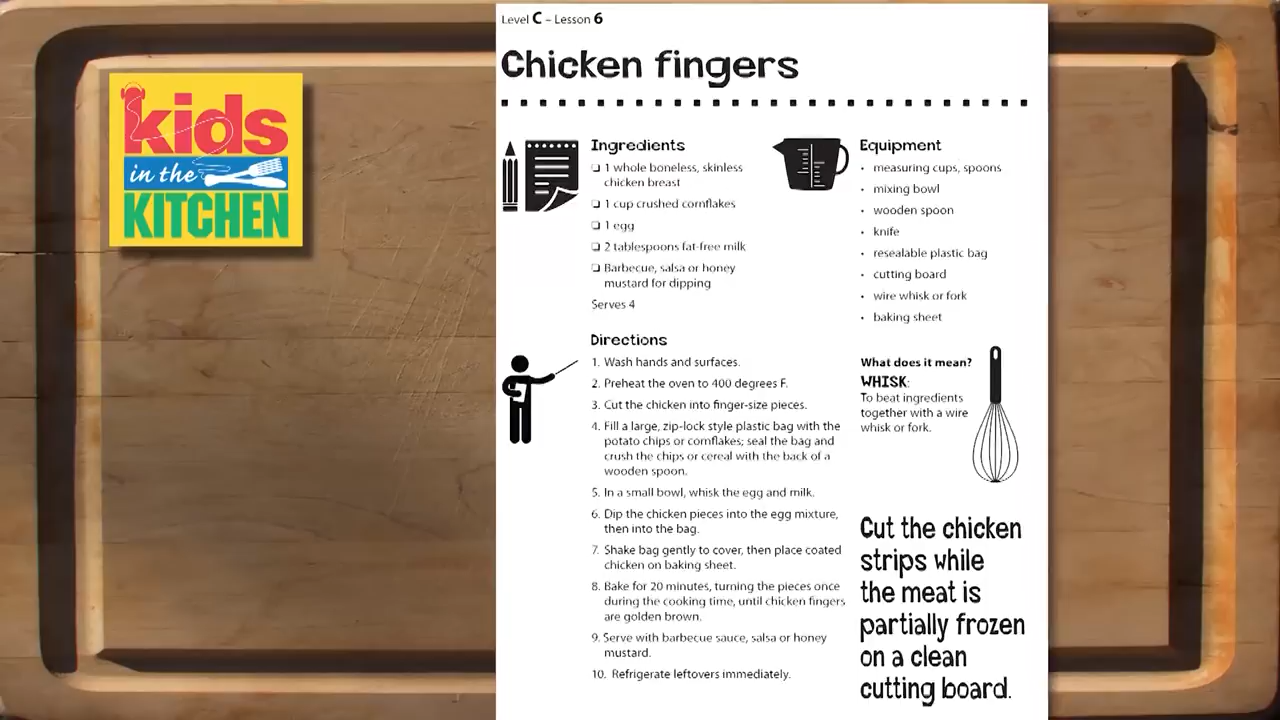 Level C – Lesson 6
Chicken fingers
kids
in the
KITCHEN
Ingredients
❑ 1 whole boneless, skinless
chicken breast
❑ 1 cup crushed cornflakes
❑ 1 egg
❑ 2 tablespoons fat-free milk
❑ Barbecue, salsa or honey
mustard for dipping
Serves 4
Equipment
• measuring cups, spoons
• mixing bowl
• wooden spoon
• knife
• resealable plastic bag
• cutting board
• wire whisk or fork
• baking sheet
Directions
1. Wash hands and surfaces.
2. Preheat the oven to 400 degrees F.
3. Cut the chicken into finger-size pieces.
4. Fill a large, zip-lock style plastic bag with the
potato chips or cornflakes; seal the bag and
crush the chips or cereal with the back of a
wooden spoon.
5. In a small bowl, whisk the egg and milk.
6. Dip the chicken pieces into the egg mixture,
then into the bag.
7. Shake bag gently to cover, then place coated
chicken on baking sheet.
8. Bake for 20 minutes, turning the pieces once
during the cooking time, until chicken fingers
are golden brown.
9. Serve with barbecue sauce, salsa or honey
mustard.
10. Refrigerate leftovers immediately.
What does it mean?
WHISK:
To beat ingredients
together with a wire
whisk or fork.
Cut the chicken
strips while
the meat is
partially frozen
on a clean
cutting board.